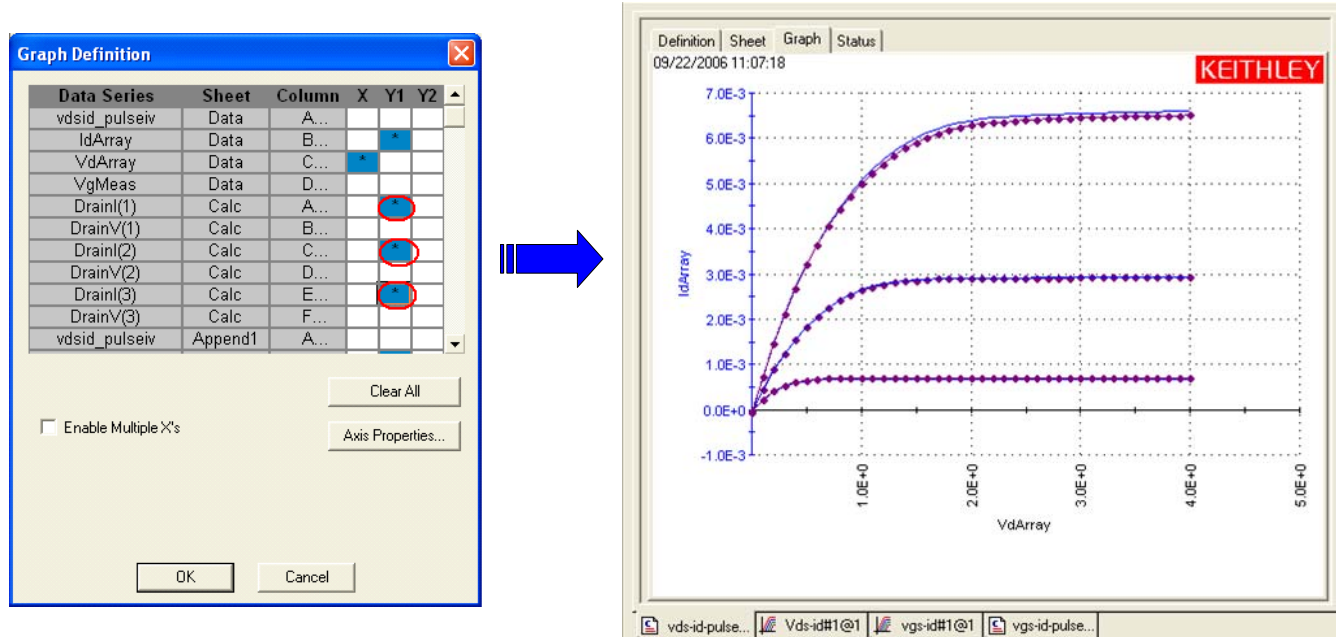 Graph Definition
Data Series Sheet Column X Y1 Y2
vdsid_pulseiv Data A...
IdArray Data B... *
VdArray Data C... *
VgMeas Data D...
DrainI(1) Calc A... *
DrainV(1) Calc B...
DrainI(2) Calc C... *
DrainV(2) Calc D...
DrainI(3) Calc E... *
DrainV(3) Calc F...
vdsid_pulseiv Append1 A...
Clear All
Enable Multiple X's
Axis Properties...
OK Cancel
Definition Sheet Graph Status
09/22/2006 11:07:18
KEITHLEY
7.0E-3
6.0E-3
5.0E-3
4.0E-3
3.0E-3
2.0E-3
1.0E-3
0.0E+0
-1.0E-3
IdArray
1.0E+0 2.0E+0 3.0E+0 4.0E+0 5.0E+0
VdArray
vds-id-pulse... Vds-id#1@1 vgs-id#1@1 vgs-id-pulse...